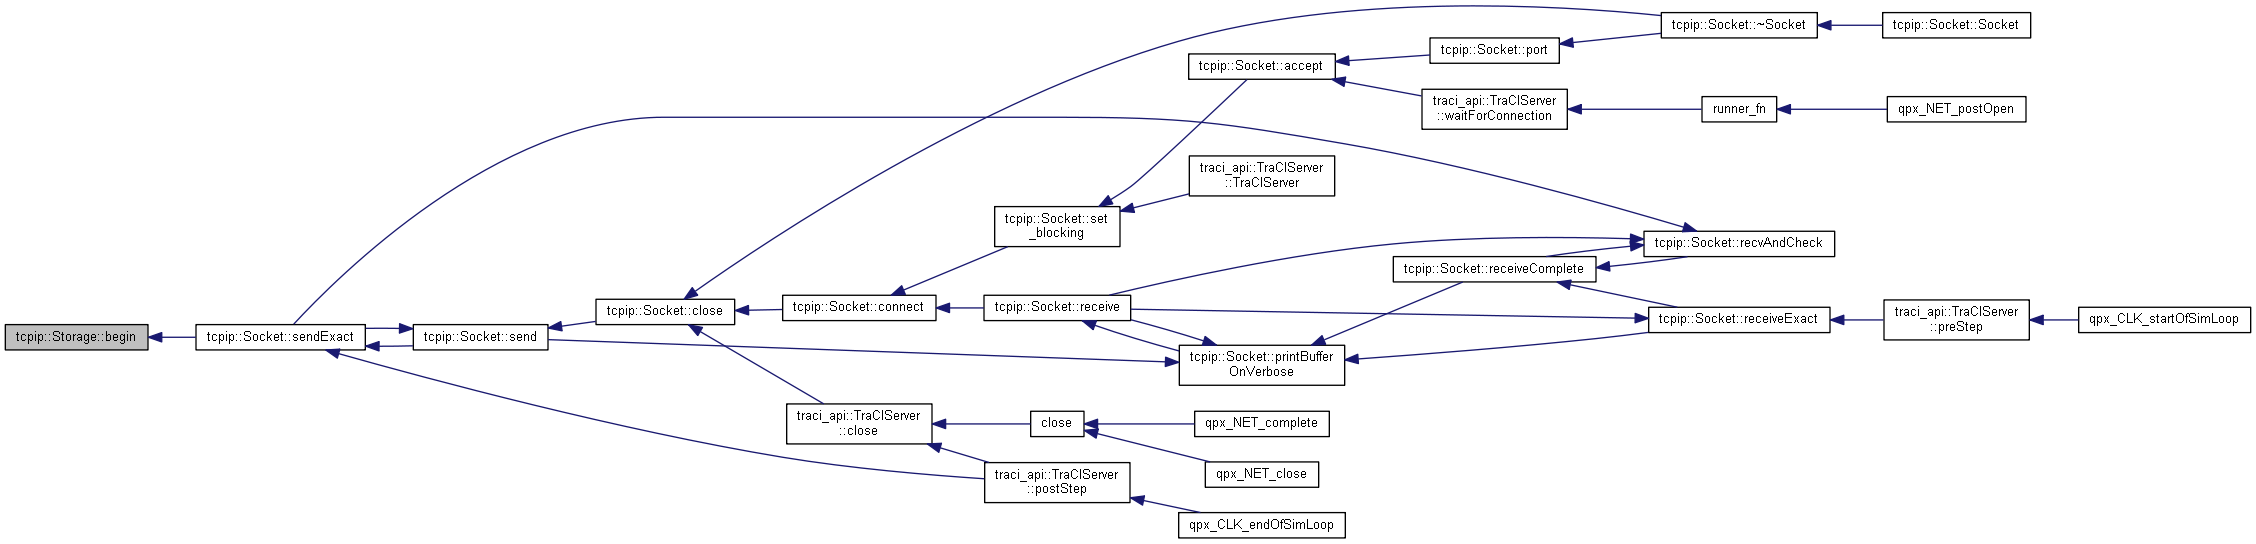 tcpip::Socket::~Socket
tcpip::Socket::Socket
tcpip::Socket::port
tcpip::Socket::accept
traci_api::TraCIServer
::waitForConnection
runner_fn
qpx_NET_postOpen
traci_api::TraCIServer
::TraCIServer
tcpip::Socket::set
_blocking
tcpip::Socket::recvAndCheck
tcpip::Socket::receiveComplete
tcpip::Socket::close
tcpip::Socket::connect
tcpip::Socket::receive
tcpip::Socket::receiveExact
traci_api::TraCIServer
::preStep
qpx_CLK_startOfSimLoop
tcpip::Storage::begin
tcpip::Socket::sendExact
tcpip::Socket::send
tcpip::Socket::printBuffer
OnVerbose
traci_api::TraCIServer
::close
close
qpx_NET_complete
qpx_NET_close
traci_api::TraCIServer
::postStep
qpx_CLK_endOfSimLoop